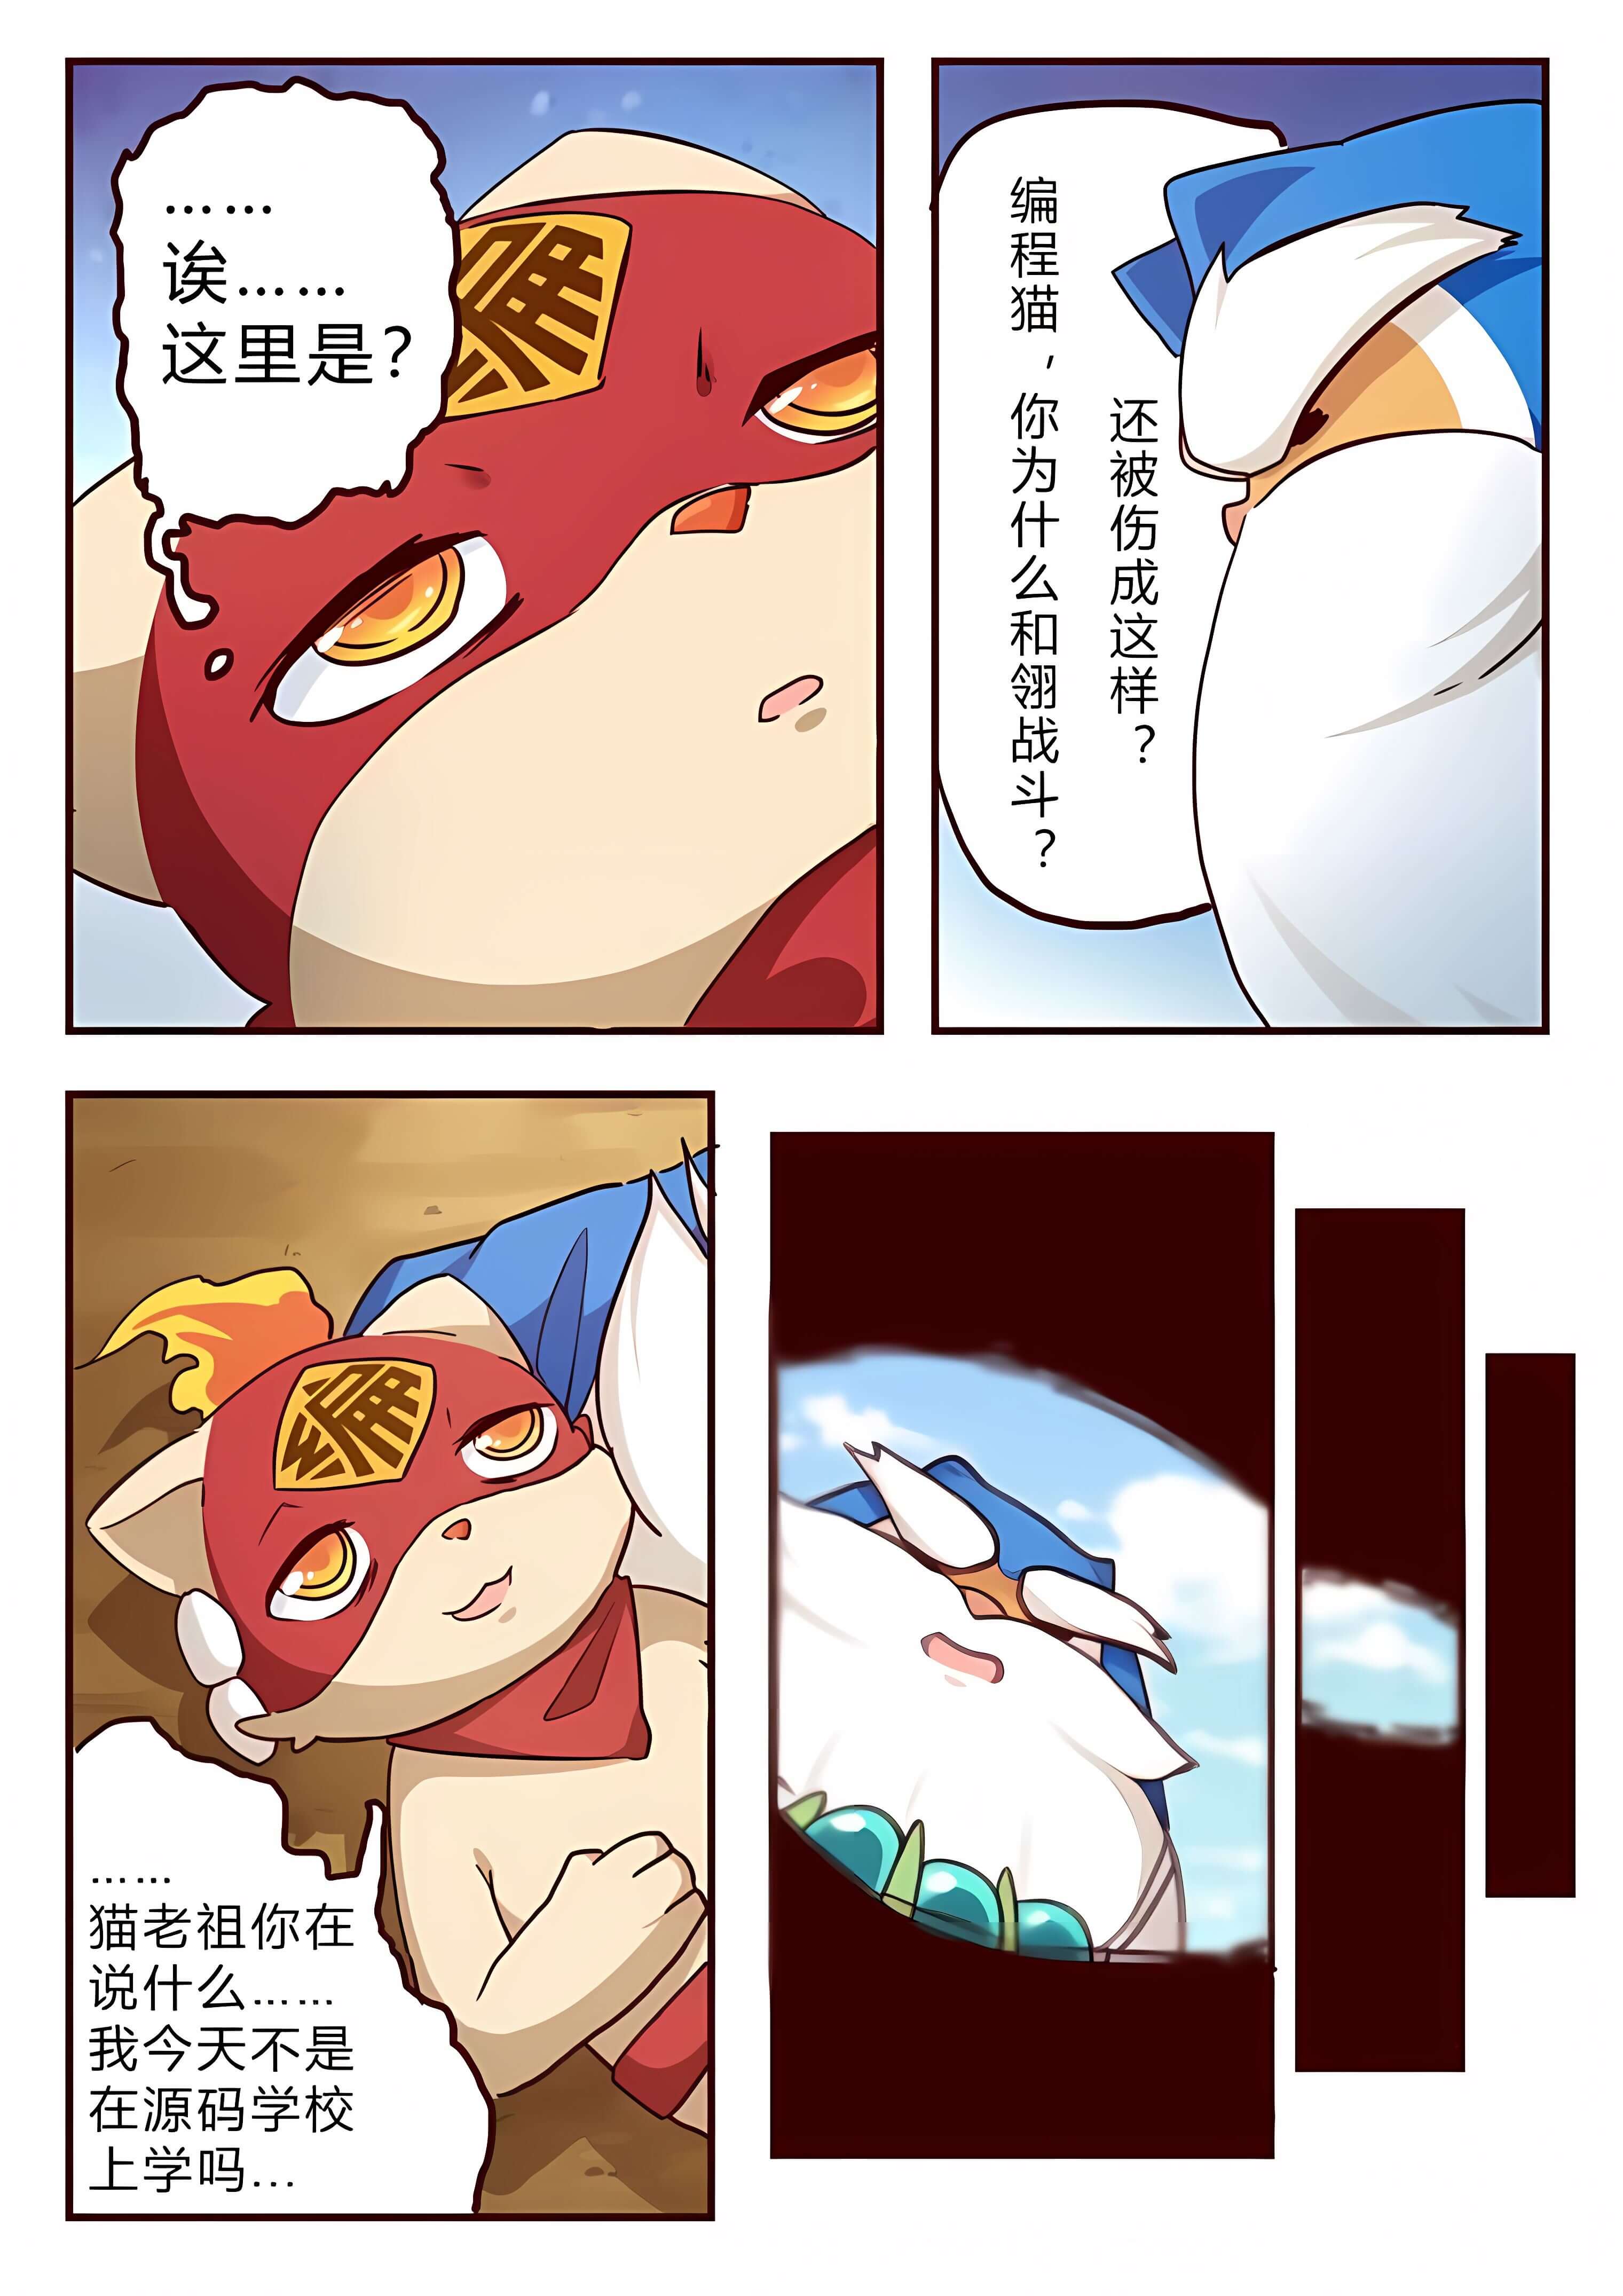 ……
诶……
这里是？
编
编程猫，你为什么和翎战斗？
还被伤成这样？
编
……
猫老祖你在
说什么……
我今天不是
在源码学校
上学吗…